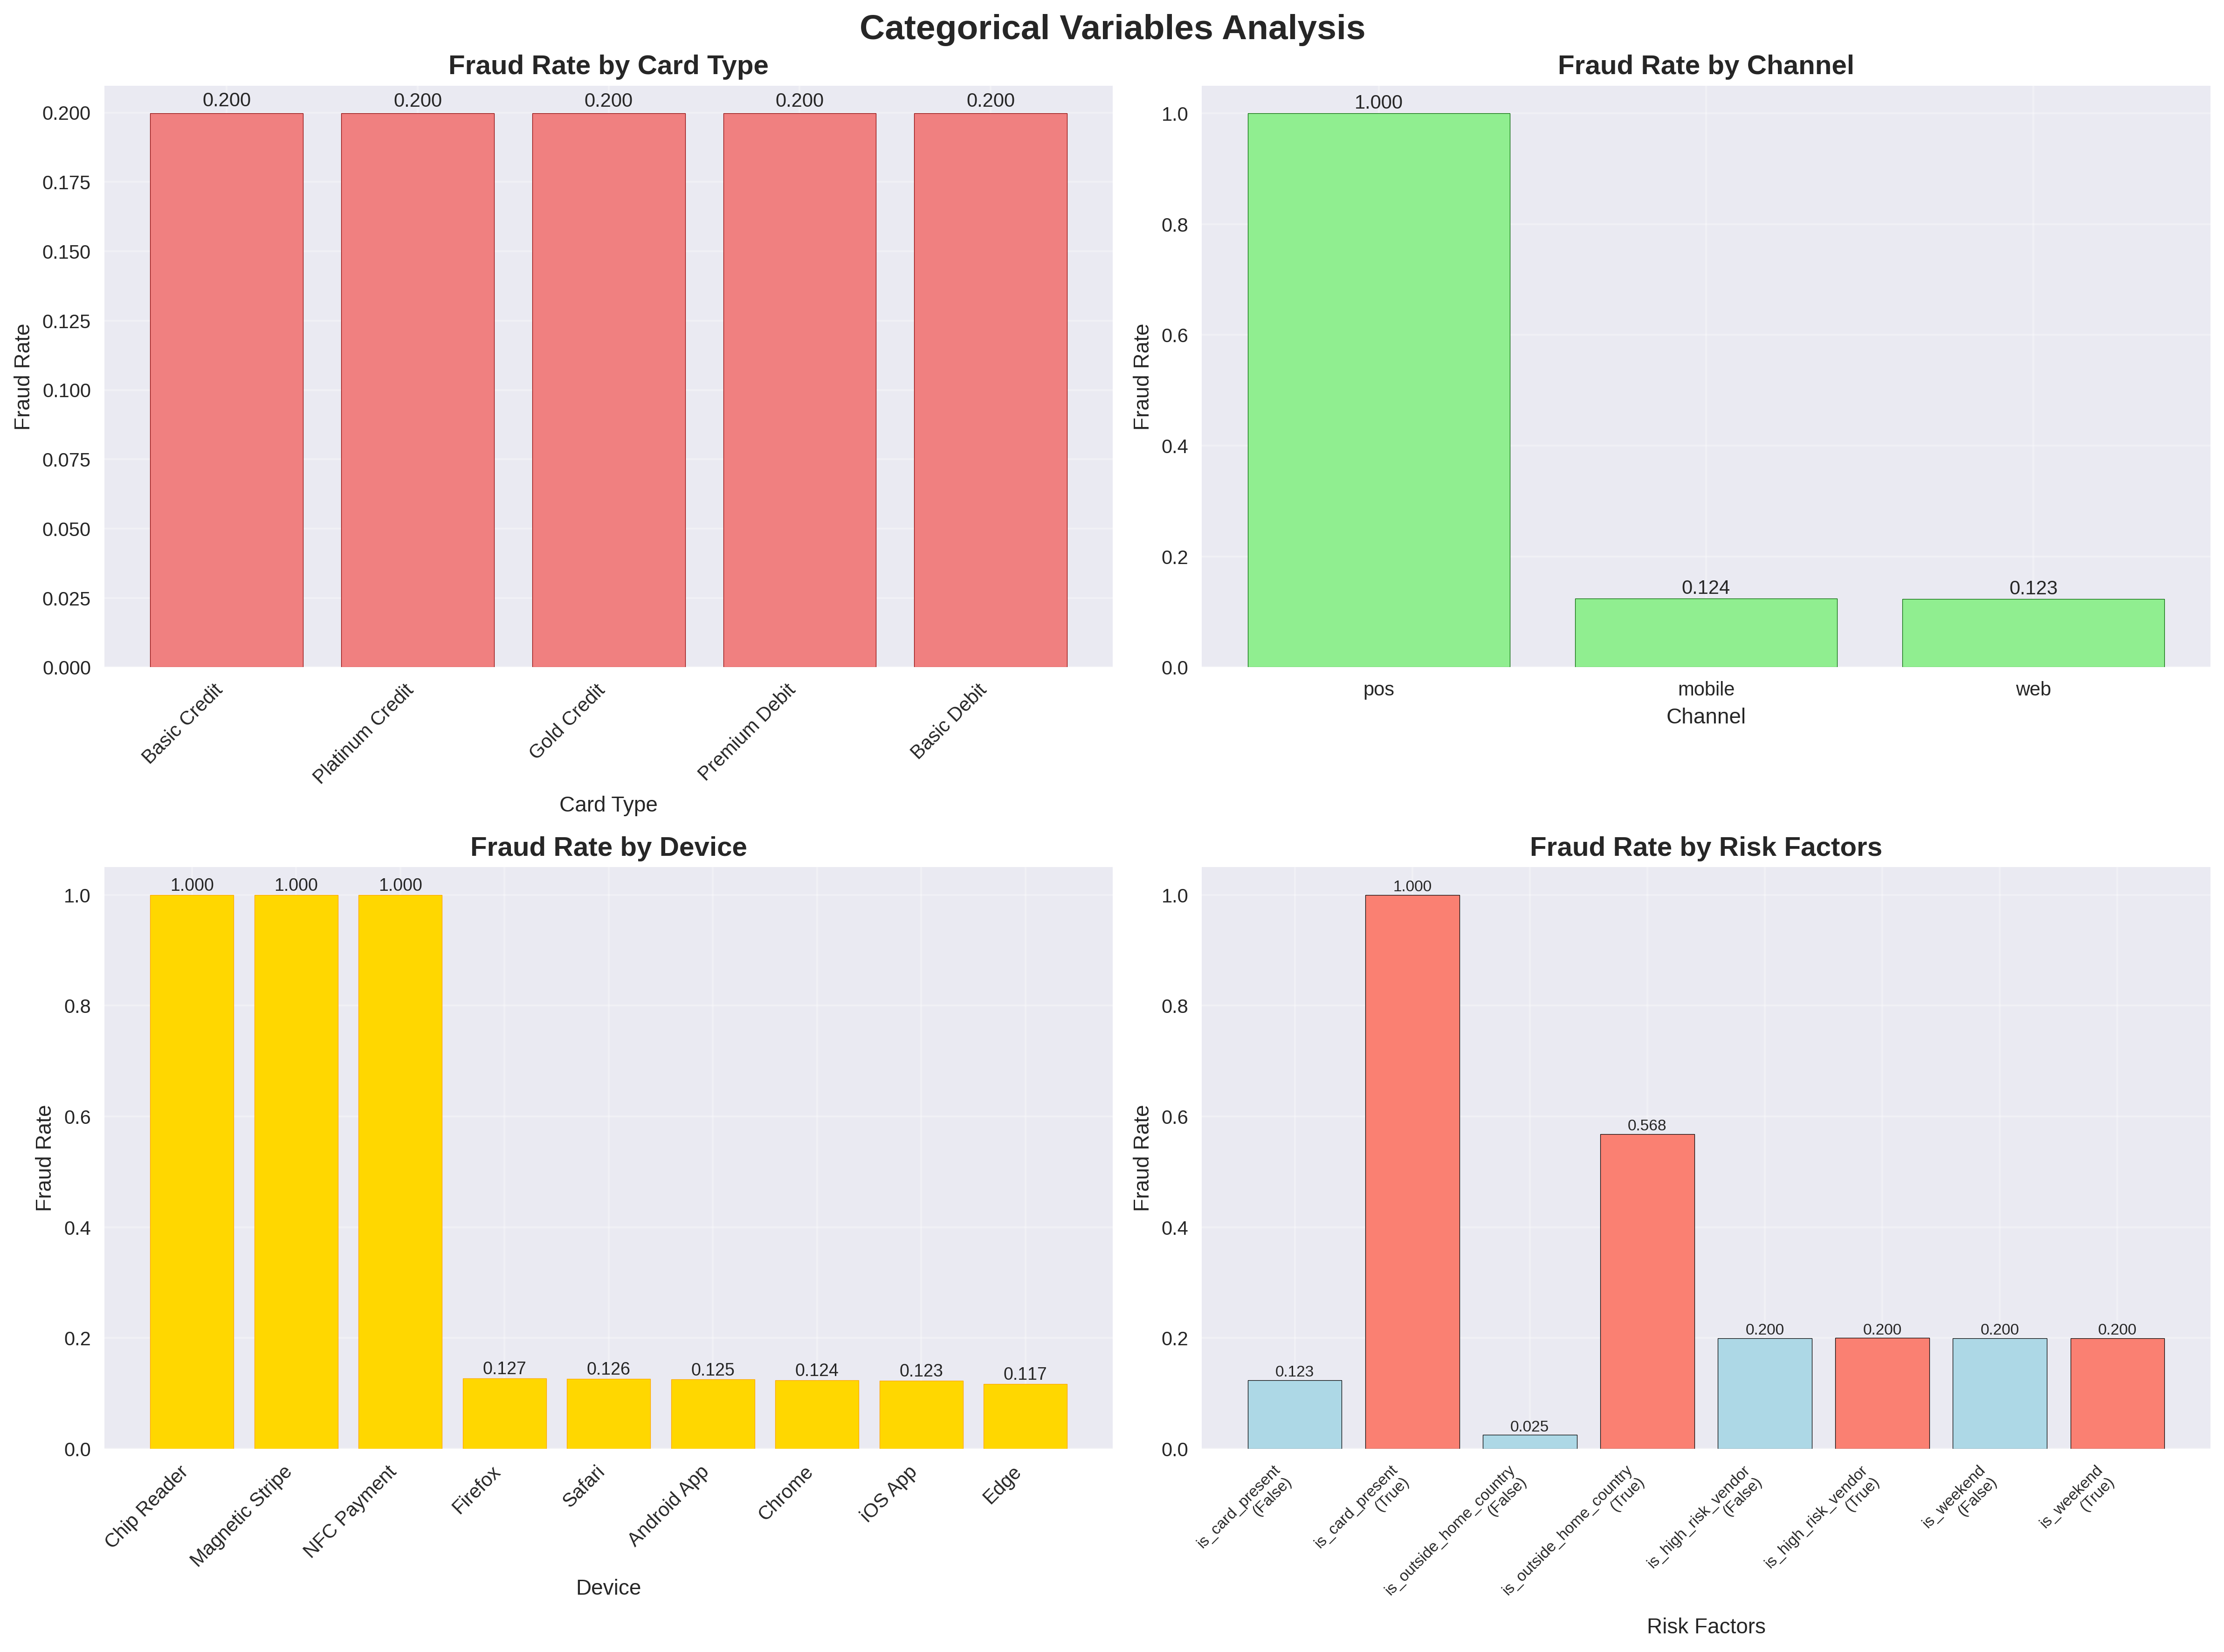 Categorical Variables Analysis
Fraud Rate by Card Type
0.200 0.200 0.200 0.200 0.200
0.200
0.175
0.150
0.125
0.100
0.075
0.050
0.025
0.000
Fraud Rate
Basic Credit
Platinum Credit
Gold Credit
Premium Debit
Basic Debit
Card Type
Fraud Rate by Channel
1.000
0.124
0.123
1.0
0.8
0.6
0.4
0.2
0.0
Fraud Rate
pos mobile web
Channel
Fraud Rate by Device
1.000 1.000 1.000
0.127 0.126 0.125 0.124 0.123 0.117
1.0
0.8
0.6
0.4
0.2
0.0
Fraud Rate
Chip Reader
Magnetic Stripe
NFC Payment
Firefox
Safari
Android App
Chrome
iOS App
Edge
Device
Fraud Rate by Risk Factors
0.123
1.000
0.025
0.568
0.200 0.200 0.200 0.200
1.0
0.8
0.6
0.4
0.2
0.0
Fraud Rate
is_card_present
(False)
is_card_present
(True)
is_outside_home_country
(False)
is_outside_home_country
(True)
is_high_risk_vendor
(False)
is_high_risk_vendor
(True)
is_weekend
(False)
is_weekend
(True)
Risk Factors